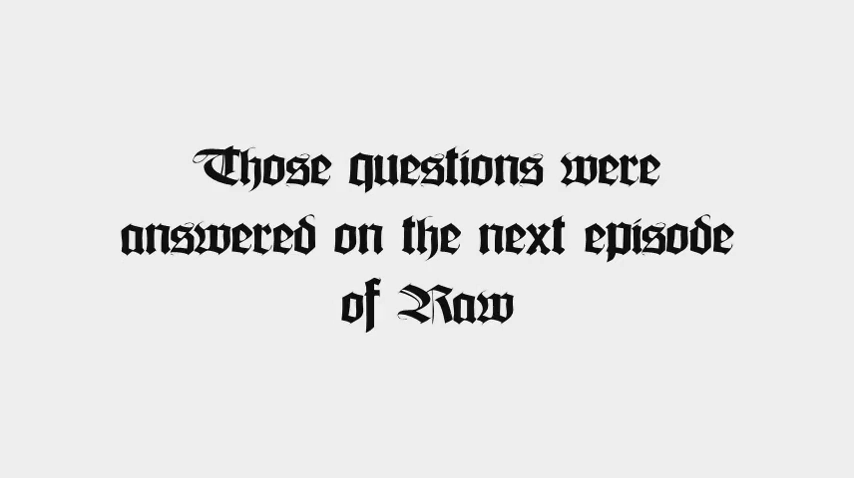 Those questions were
answered on the next episode
of Raw